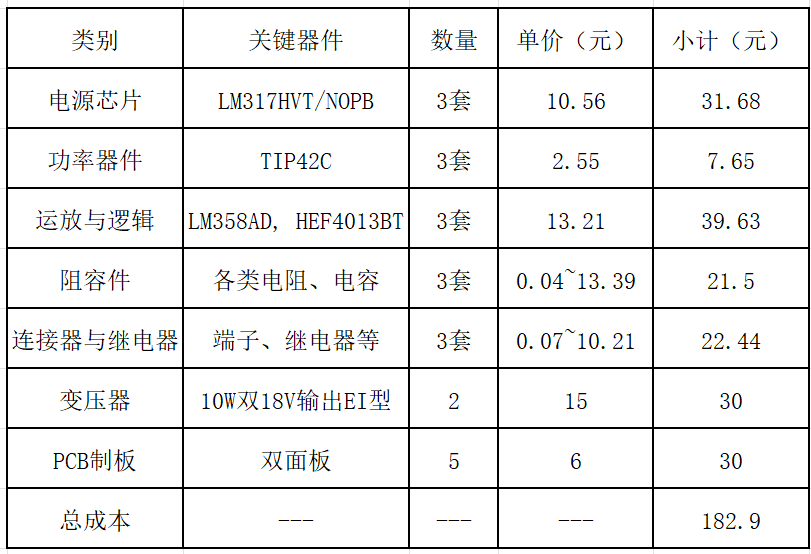 类别 关键器件 数量 单价（元） 小计（元）
电源芯片 LM317HVT/NOPB 3套 10.56 31.68
功率器件 TIP42C 3套 2.55 7.65
运放与逻辑 LM358AD, HEF4013BT 3套 13.21 39.63
阻容件 各类电阻、电容 3套 0.04~13.39 21.5
连接器与继电器 端子、继电器等 3套 0.07~10.21 22.44
变压器 10W双18V输出EI型 2 15 30
PCB制板 双面板 5 6 30
总成本 --- --- --- 182.9